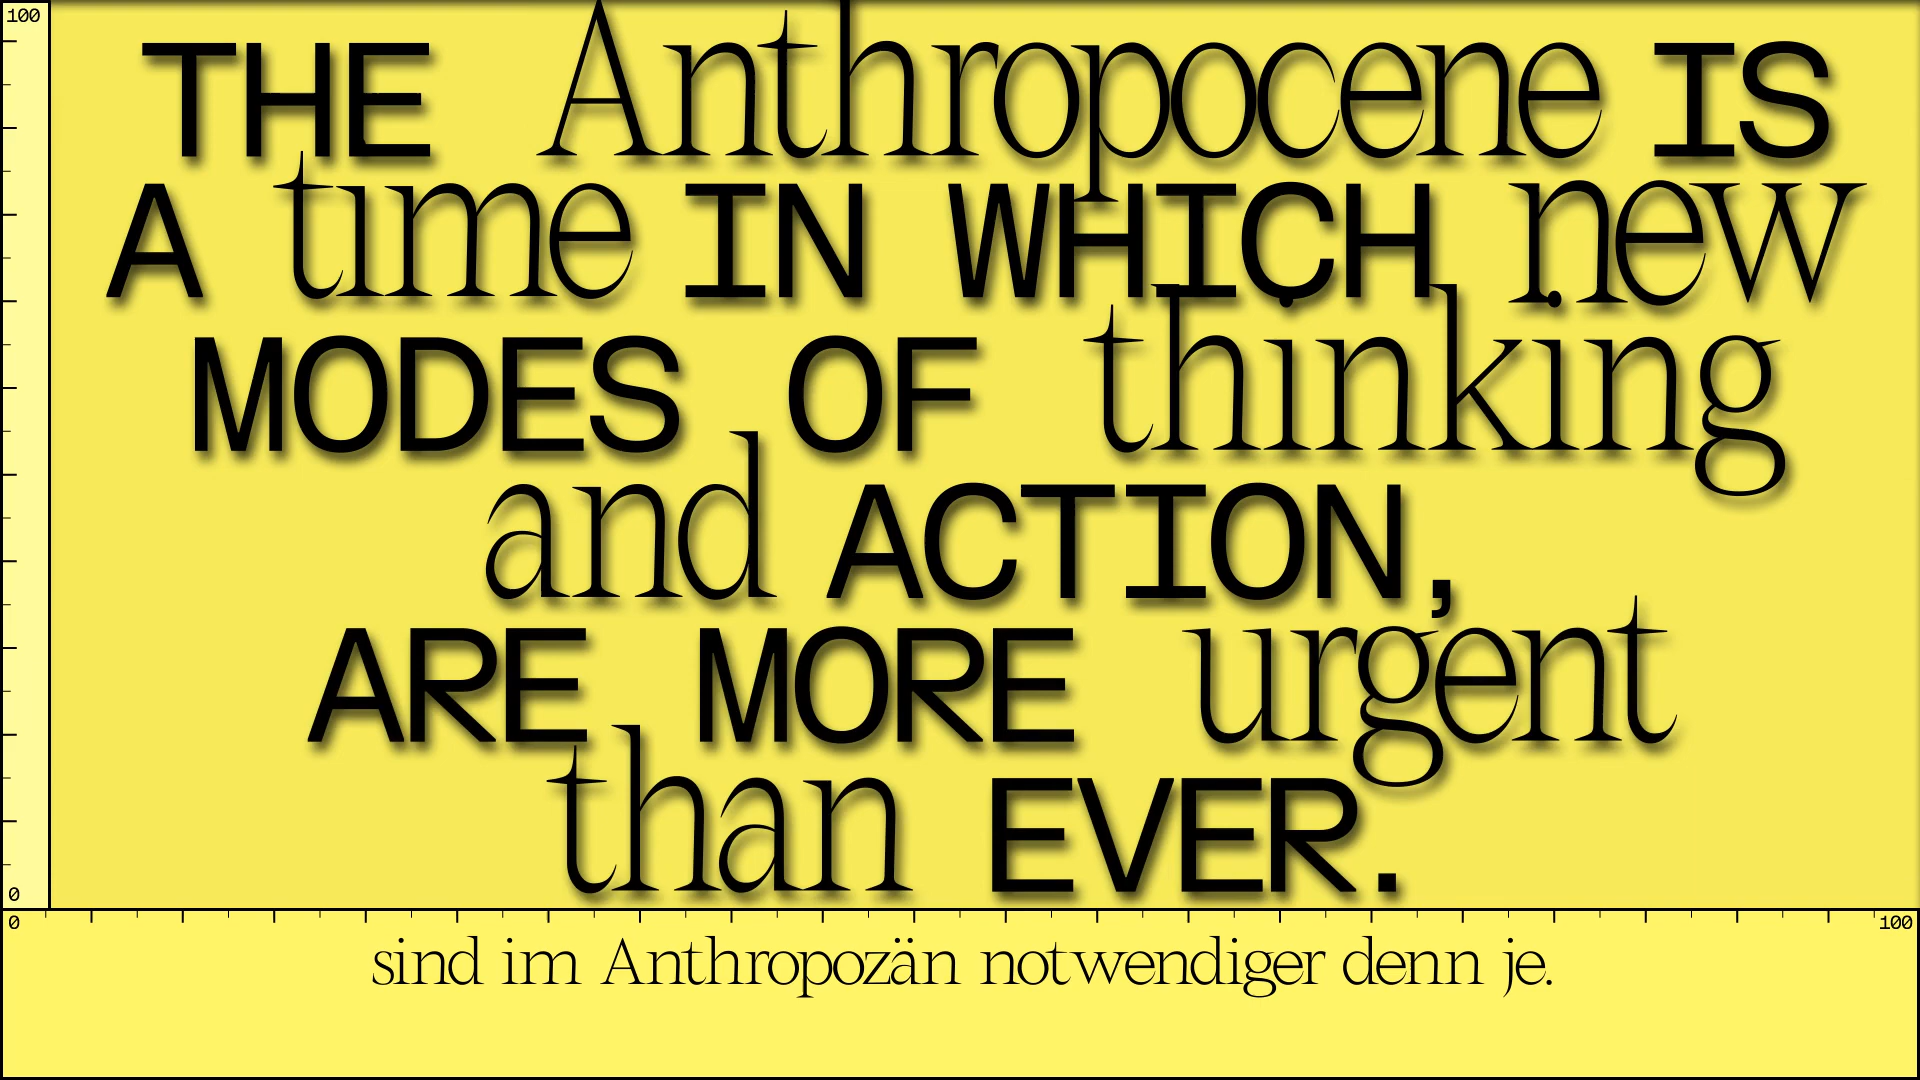 100
THE Anthropocene IS
A time IN WHICH new
MODES OF thinking
and ACTION,
ARE MORE urgent
than EVER.
0
0
100
sind im Anthropozän notwendiger denn je.